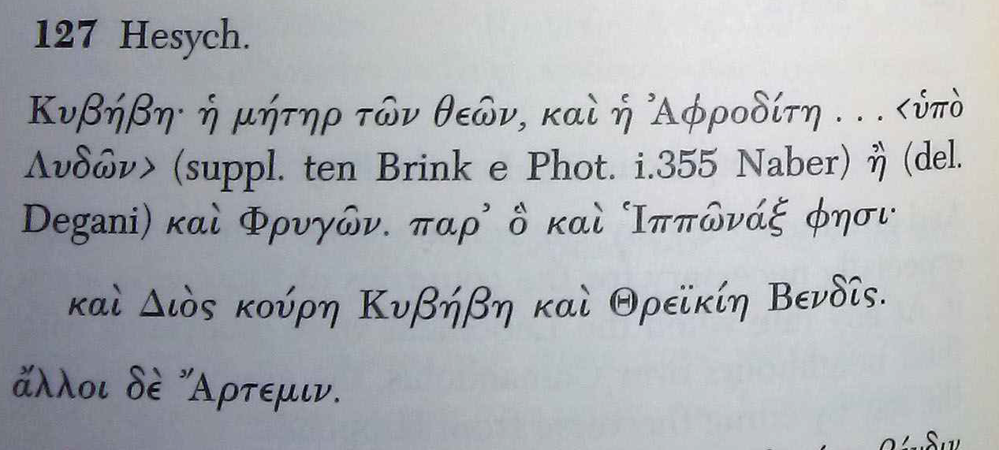 127 Hesych.
Κυβήβη· ἡ μήτηρ τῶν θεῶν, καὶ ἡ Ἀφροδίτη . . . <ὑπὸ
Λυδῶν> (suppl. ten Brink e Phot. i.355 Naber) ἢ (del.
Degani) καὶ Φρυγῶν. παρ’ ὃ καὶ Ἱππῶνάξ φησι·
καὶ Διὸς κούρη Κυβήβη καὶ Θρεϊκίη Βενδῖς.
ἄλλοι δὲ Ἄρτεμιν.